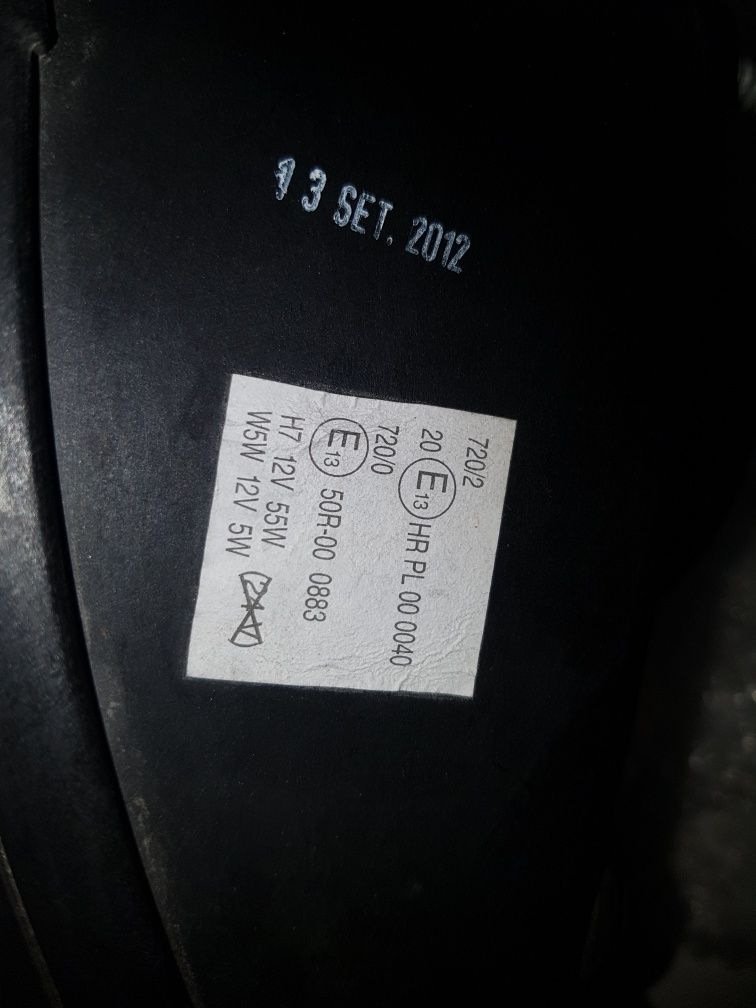 13 SET. 2012
720/2
20 E13 HR PL 00 0040
720/0
E13 50R-00 0883
H7 12V 55W
W5W 12V 5W 24V